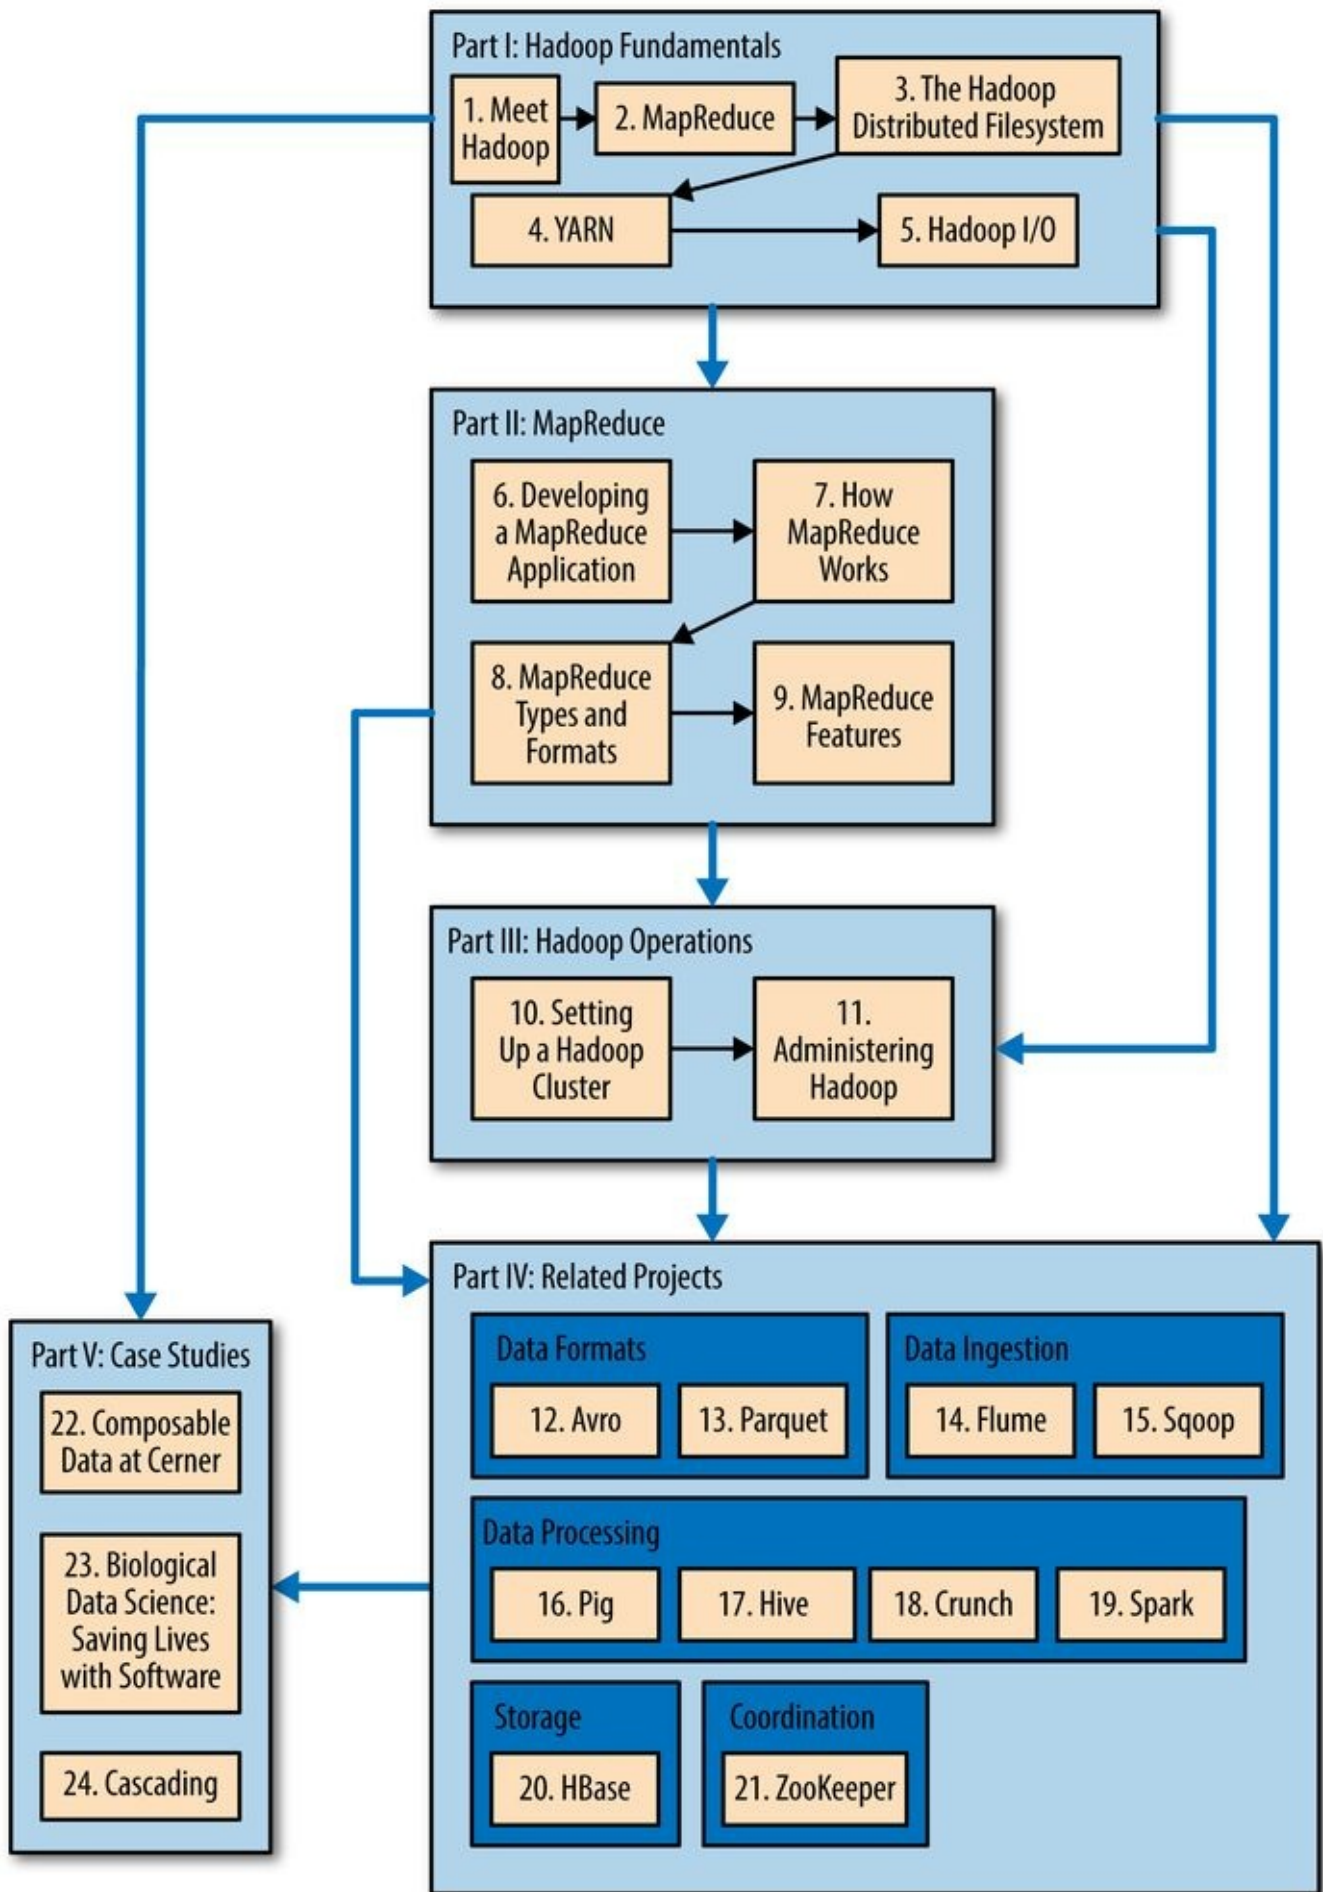 Part I: Hadoop Fundamentals
1. Meet
Hadoop
2. MapReduce
3. The Hadoop
Distributed Filesystem
4. YARN
5. Hadoop I/O
Part II: MapReduce
6. Developing
a MapReduce
Application
7. How
MapReduce
Works
8. MapReduce
Types and
Formats
9. MapReduce
Features
Part III: Hadoop Operations
10. Setting
Up a Hadoop
Cluster
11.
Administering
Hadoop
Part IV: Related Projects
Data Formats
12. Avro
13. Parquet
Data Ingestion
14. Flume
15. Sqoop
Data Processing
16. Pig
17. Hive
18. Crunch
19. Spark
Storage
20. HBase
Coordination
21. ZooKeeper
Part V: Case Studies
22. Composable
Data at Cerner
23. Biological
Data Science:
Saving Lives
with Software
24. Cascading